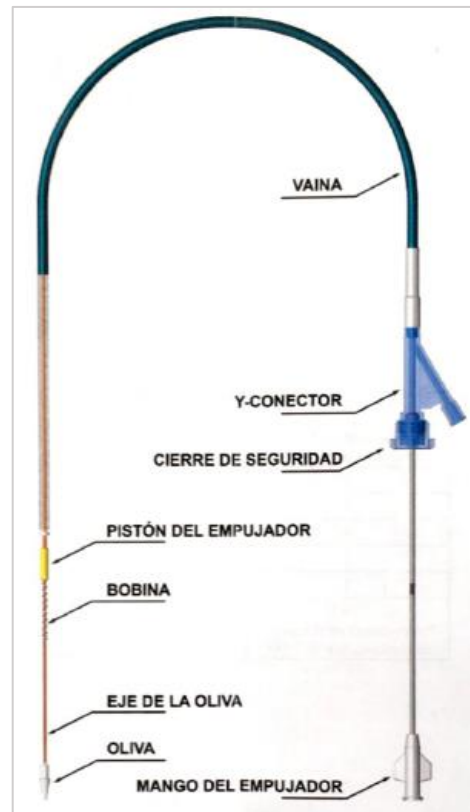 VAINA
Y-CONECTOR
CIERRE DE SEGURIDAD
PISTÓN DEL EMPUJADOR
BOBINA
EJE DE LA OLIVA
OLIVA
MANGO DEL EMPUJADOR